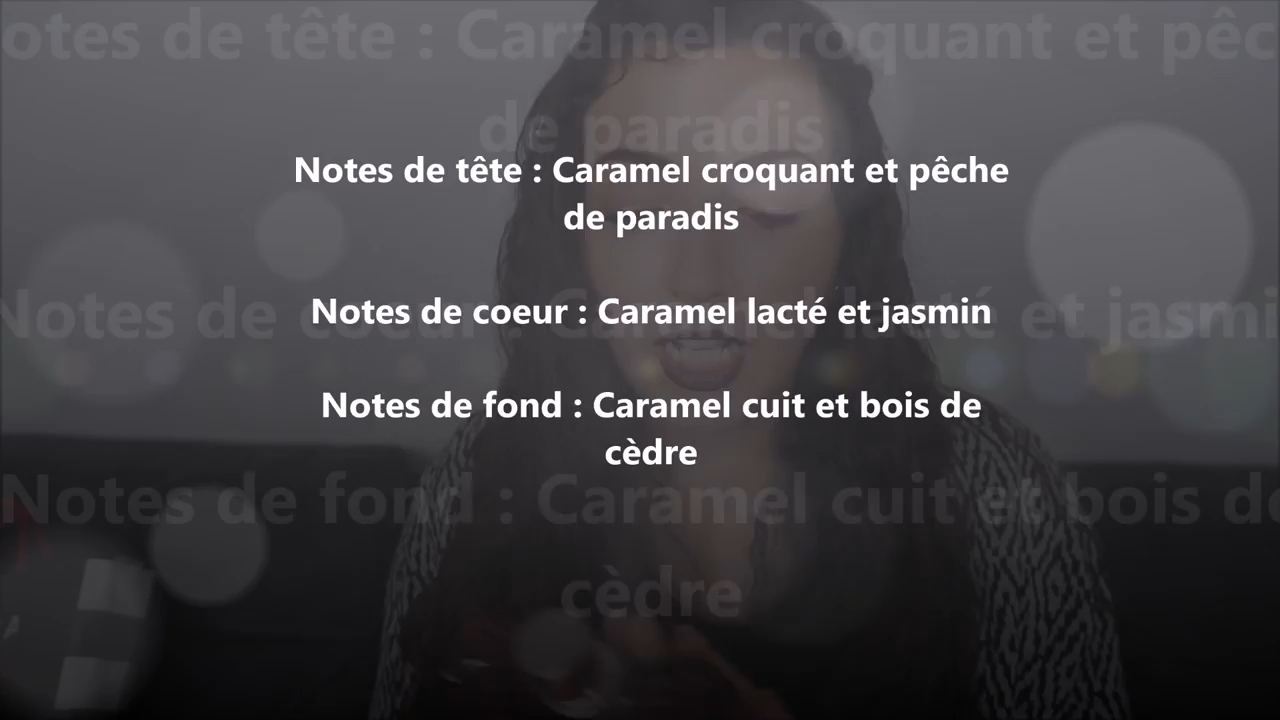 Notes de tête : Caramel croquant et pêche
de paradis
Notes de coeur : Caramel lacté et jasmin
Notes de fond : Caramel cuit et bois de
cèdre